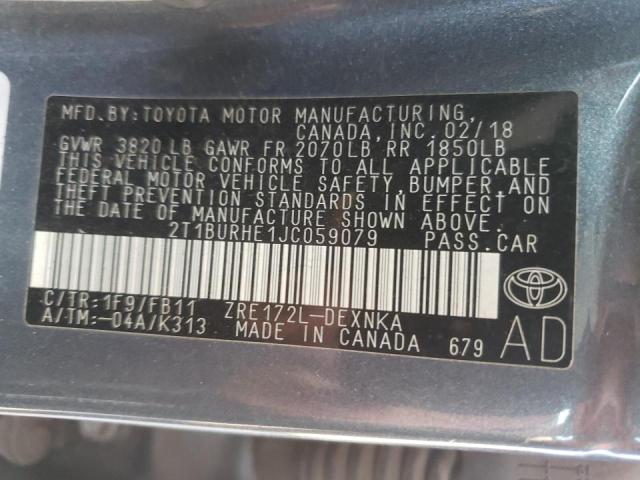 MFD.BY:TOYOTA MOTOR MANUFACTURING,
CANADA, INC. 02/18
GVWR 3820 LB GAWR FR 2070LB, RR 1850LB
THIS VEHICLE CONFORMS TO ALL APPLICABLE
FEDERAL MOTOR VEHICLE SAFETY, BUMPER, AND
THEFT PREVENTION STANDARDS IN EFFECT ON
THE DATE OF MANUFACTURE SHOWN ABOVE.
2T1BURHE1JC059079 PASS.CAR
C/TR:1F9/FB11 ZRE172L-DEXNKA
A/TM:-04A/K313 MADE IN CANADA 679
AD